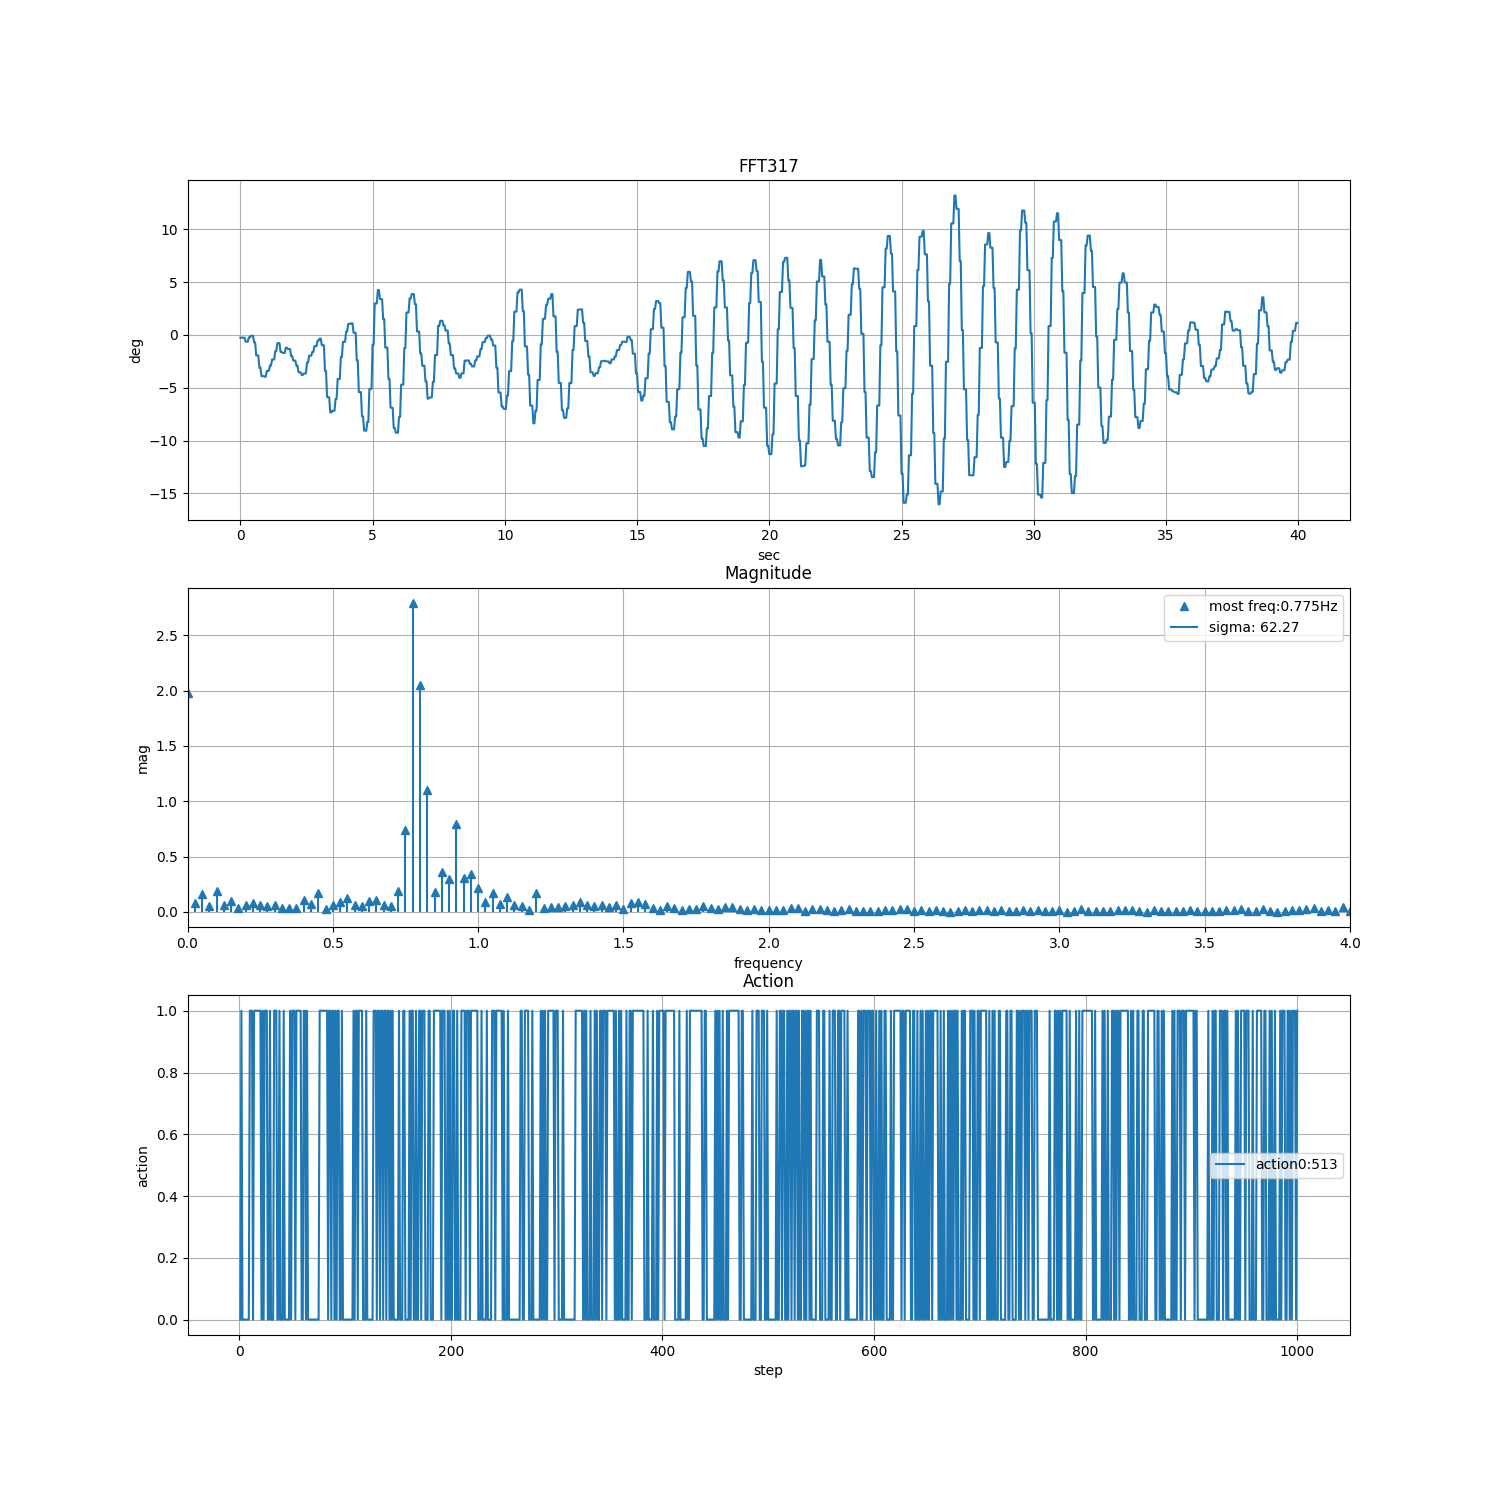 FFT317
10
5
0
−5
−10
−15
deg
0 5 10 15 20 25 30 35 40
sec
Magnitude
most freq:0.775Hz
sigma: 62.27
2.5
2.0
1.5
1.0
0.5
0.0
mag
0.0 0.5 1.0 1.5 2.0 2.5 3.0 3.5 4.0
frequency
Action
1.0
0.8
0.6
0.4
0.2
0.0
action
action0:513
0 200 400 600 800 1000
step